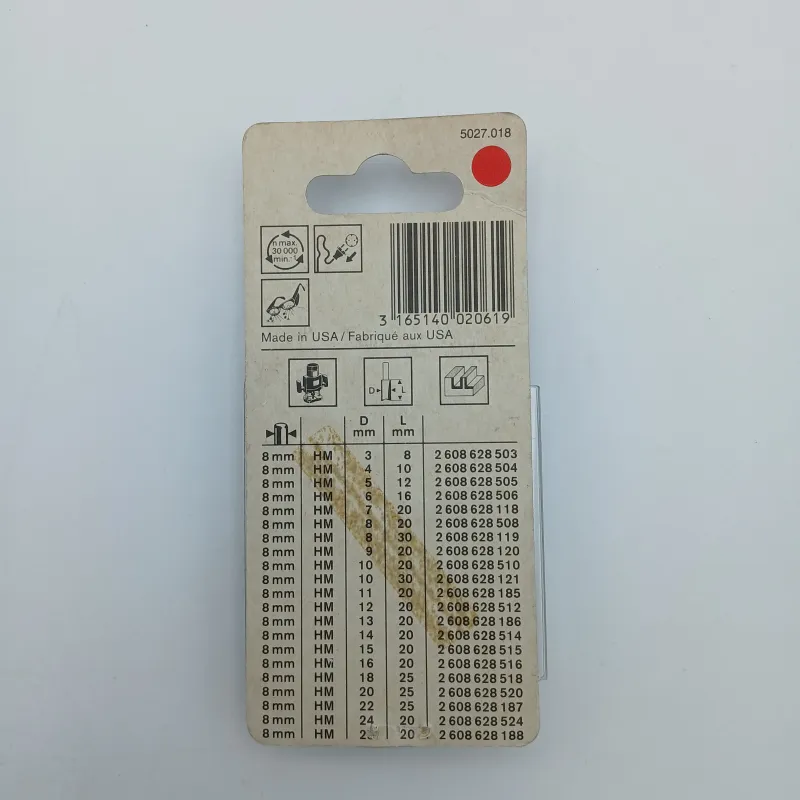 5027.018
n max.
30 000
min.-1
3 165140 020619
Made in USA / Fabriqué aux USA
D L
D L
mm mm
8 mm HM 3 8 2 608 628 503
8 mm HM 4 10 2 608 628 504
8 mm HM 5 12 2 608 628 505
8 mm HM 6 16 2 608 628 506
8 mm HM 7 20 2 608 628 118
8 mm HM 8 20 2 608 628 508
8 mm HM 8 30 2 608 628 119
8 mm HM 9 20 2 608 628 120
8 mm HM 10 20 2 608 628 510
8 mm HM 10 30 2 608 628 121
8 mm HM 11 20 2 608 628 185
8 mm HM 12 20 2 608 628 512
8 mm HM 13 20 2 608 628 186
8 mm HM 14 20 2 608 628 514
8 mm HM 15 20 2 608 628 515
8 mm HM 16 20 2 608 628 516
8 mm HM 18 25 2 608 628 518
8 mm HM 20 25 2 608 628 520
8 mm HM 22 25 2 608 628 187
8 mm HM 24 20 2 608 628 524
8 mm HM 20 2 608 628 188